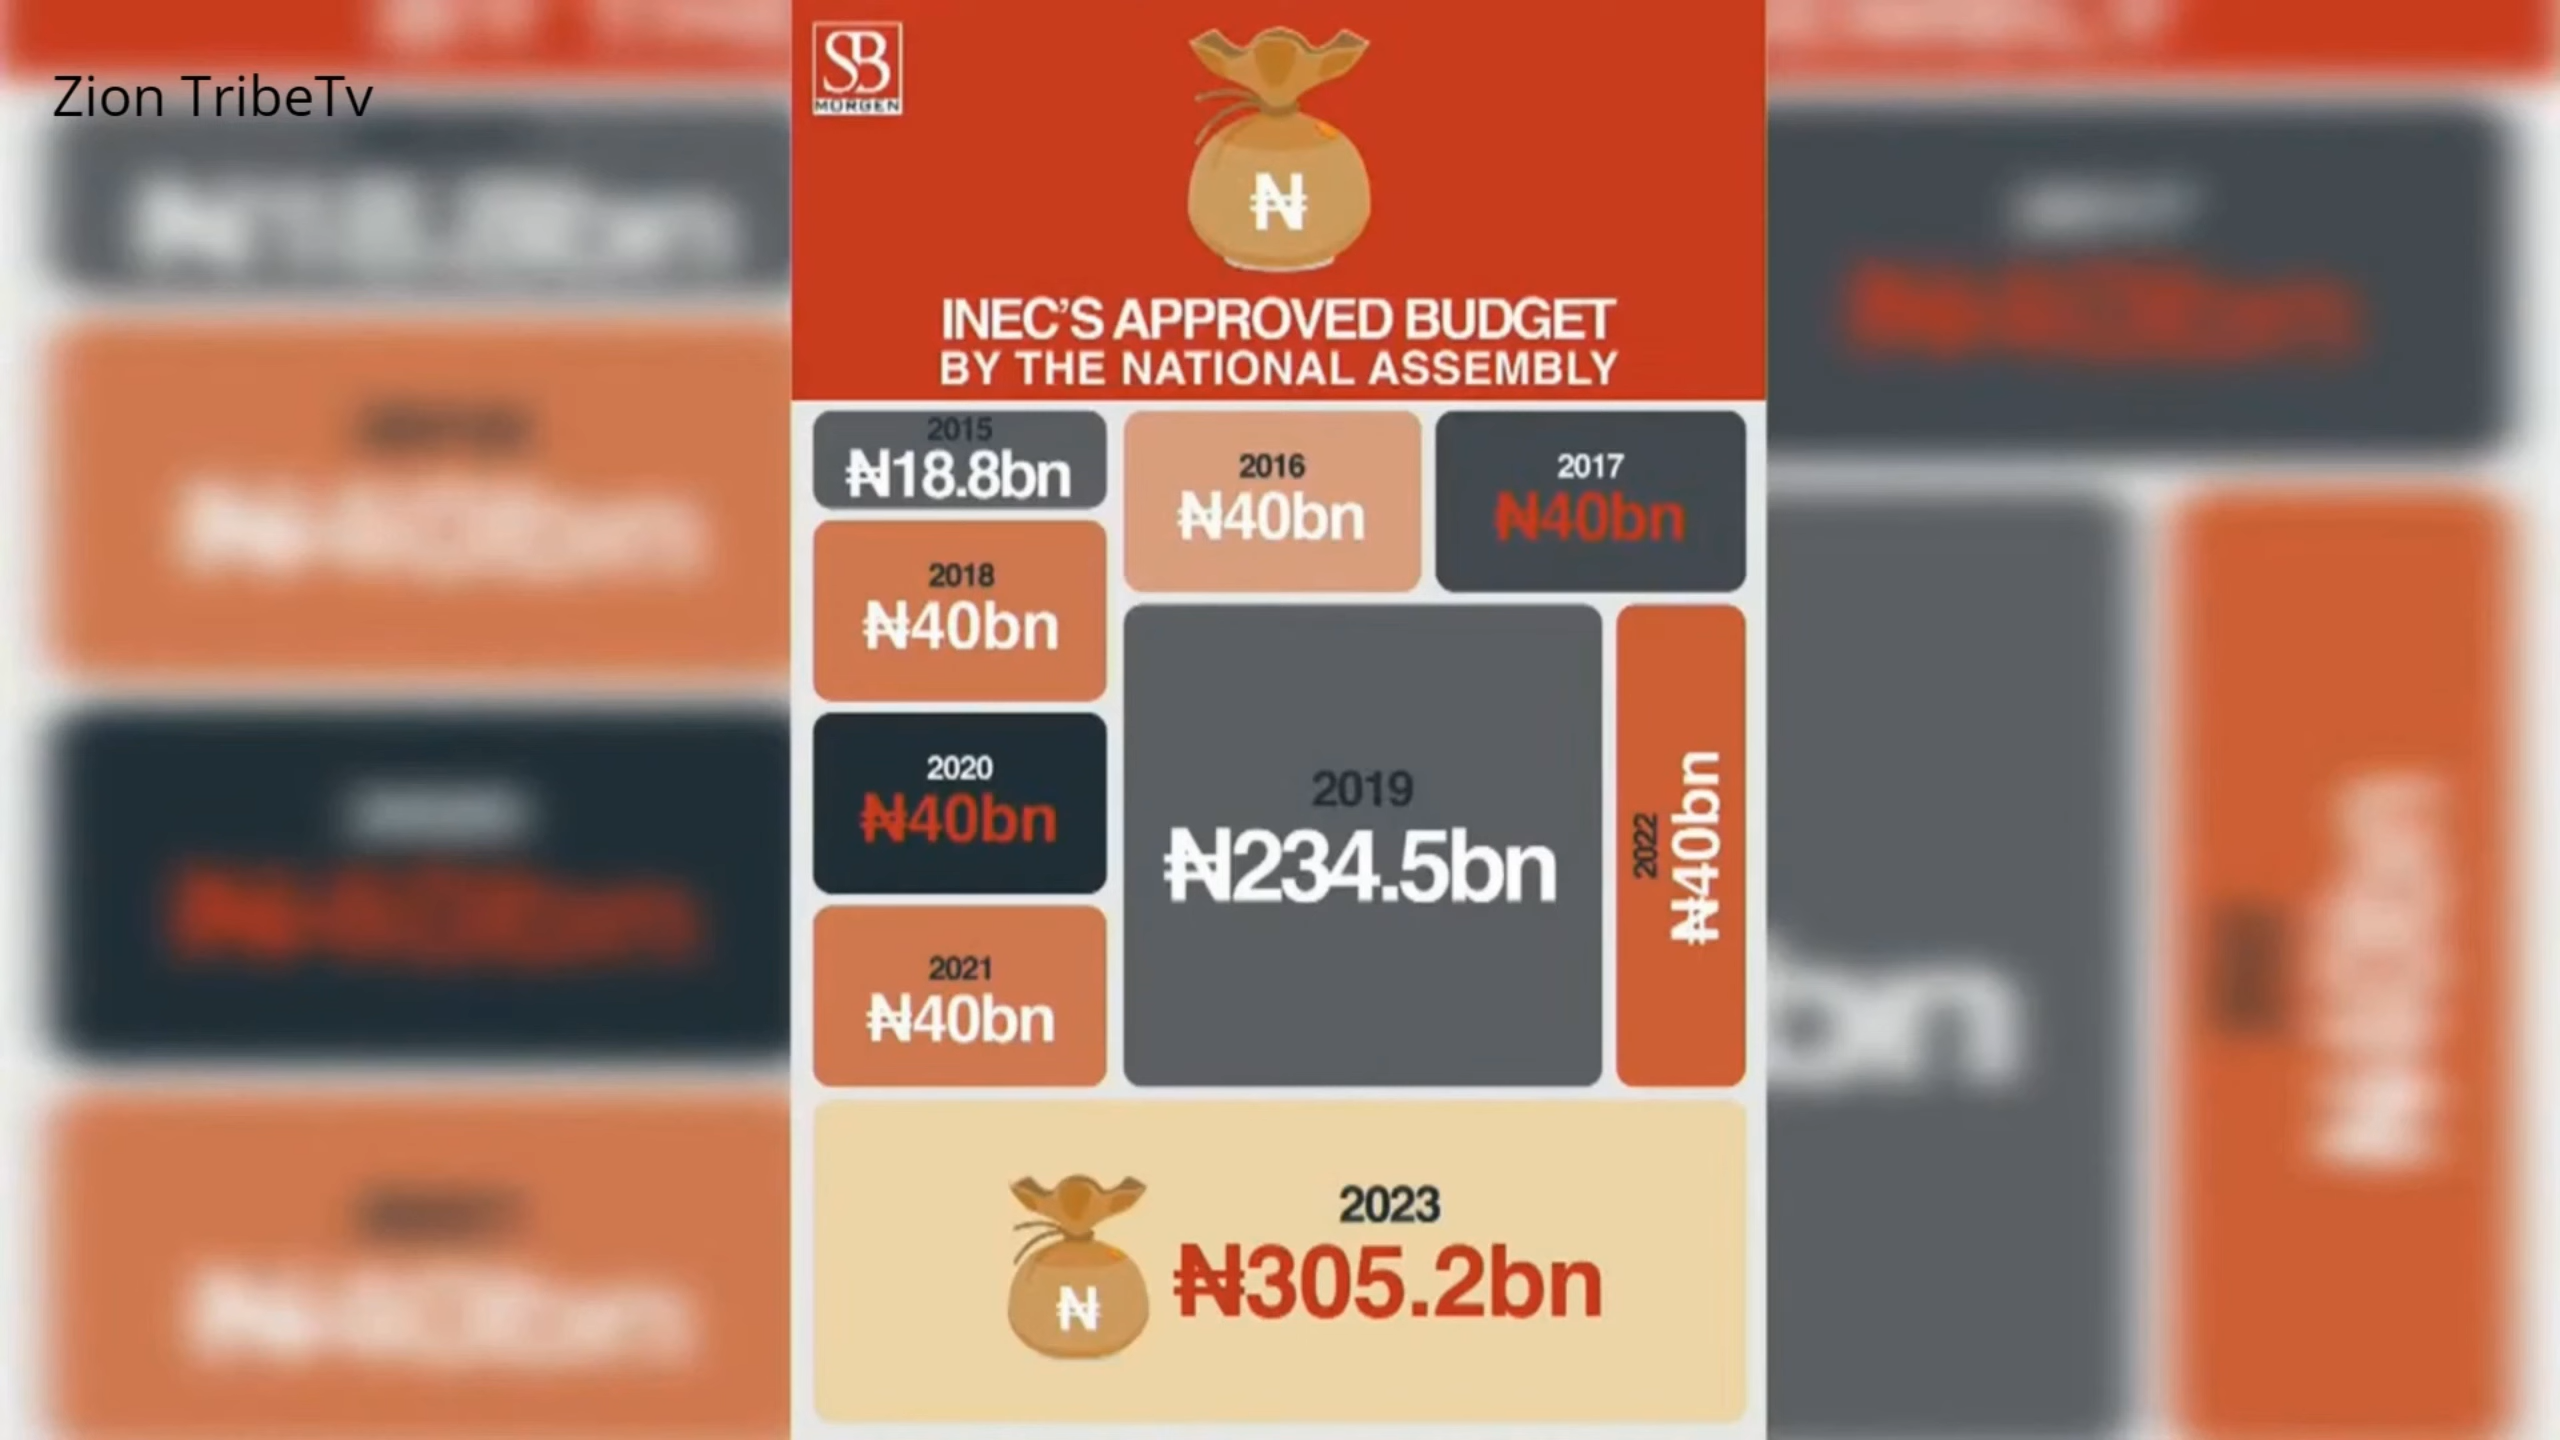 Zion TribeTv
SB
MORGEN
₦
INEC'S APPROVED BUDGET
BY THE NATIONAL ASSEMBLY
2015
₦18.8bn
2016
₦40bn
2017
₦40bn
2018
₦40bn
2020
₦40bn
2021
₦40bn
2019
₦234.5bn
2022
₦40bn
2023
₦305.2bn
₦